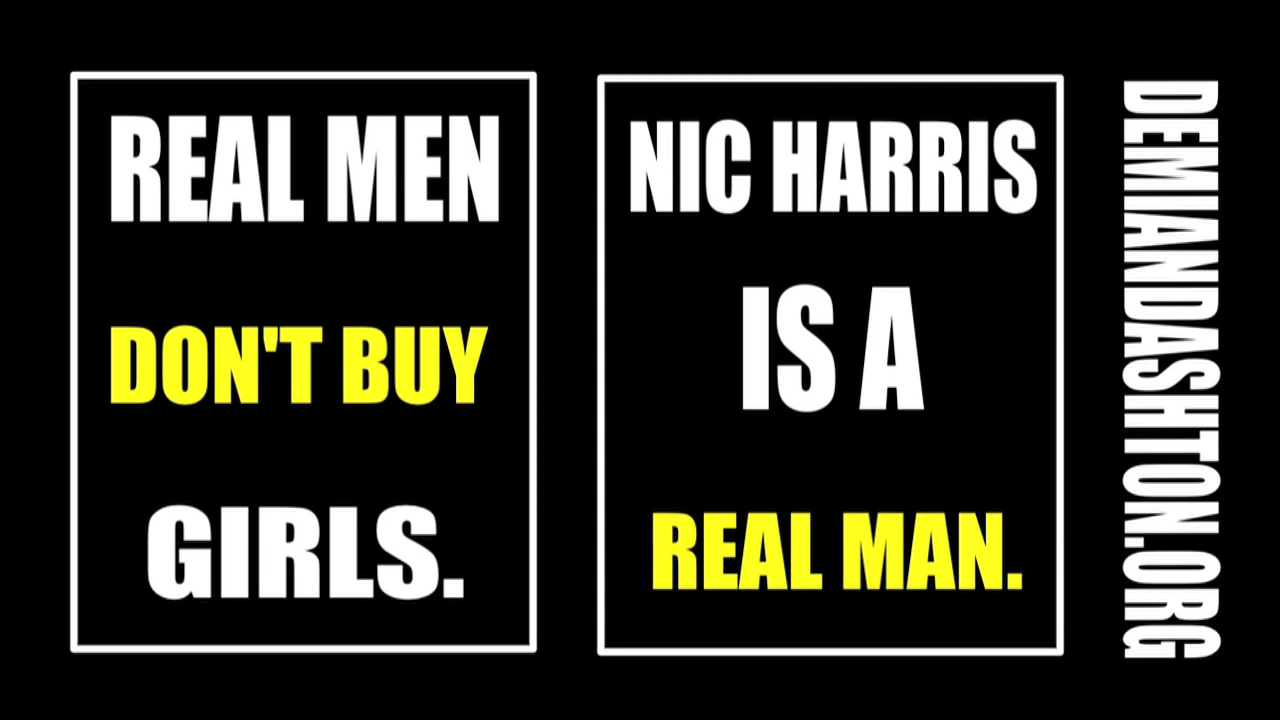 REAL MEN
DON'T BUY
GIRLS.
NIC HARRIS
IS A
REAL MAN.
DEMIANDASHTON.ORG